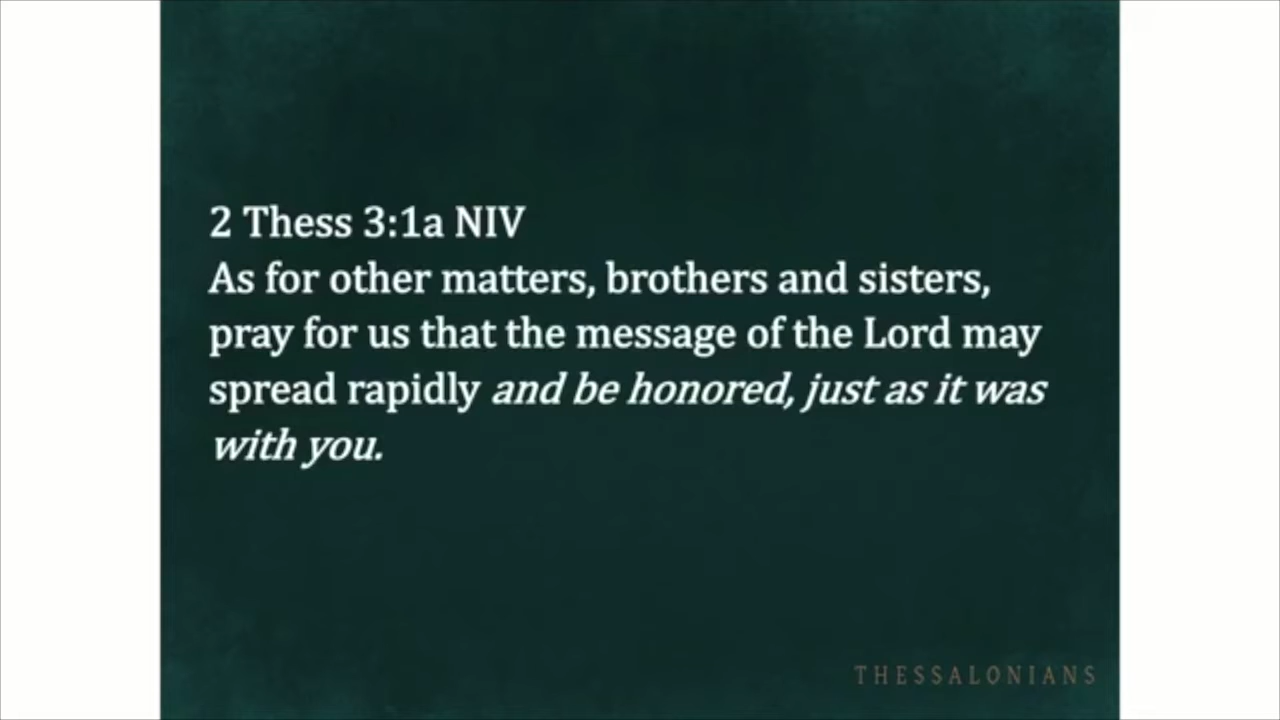 2 Thess 3:1a NIV
As for other matters, brothers and sisters,
pray for us that the message of the Lord may
spread rapidly and be honored, just as it was
with you.
THESSALONIANS